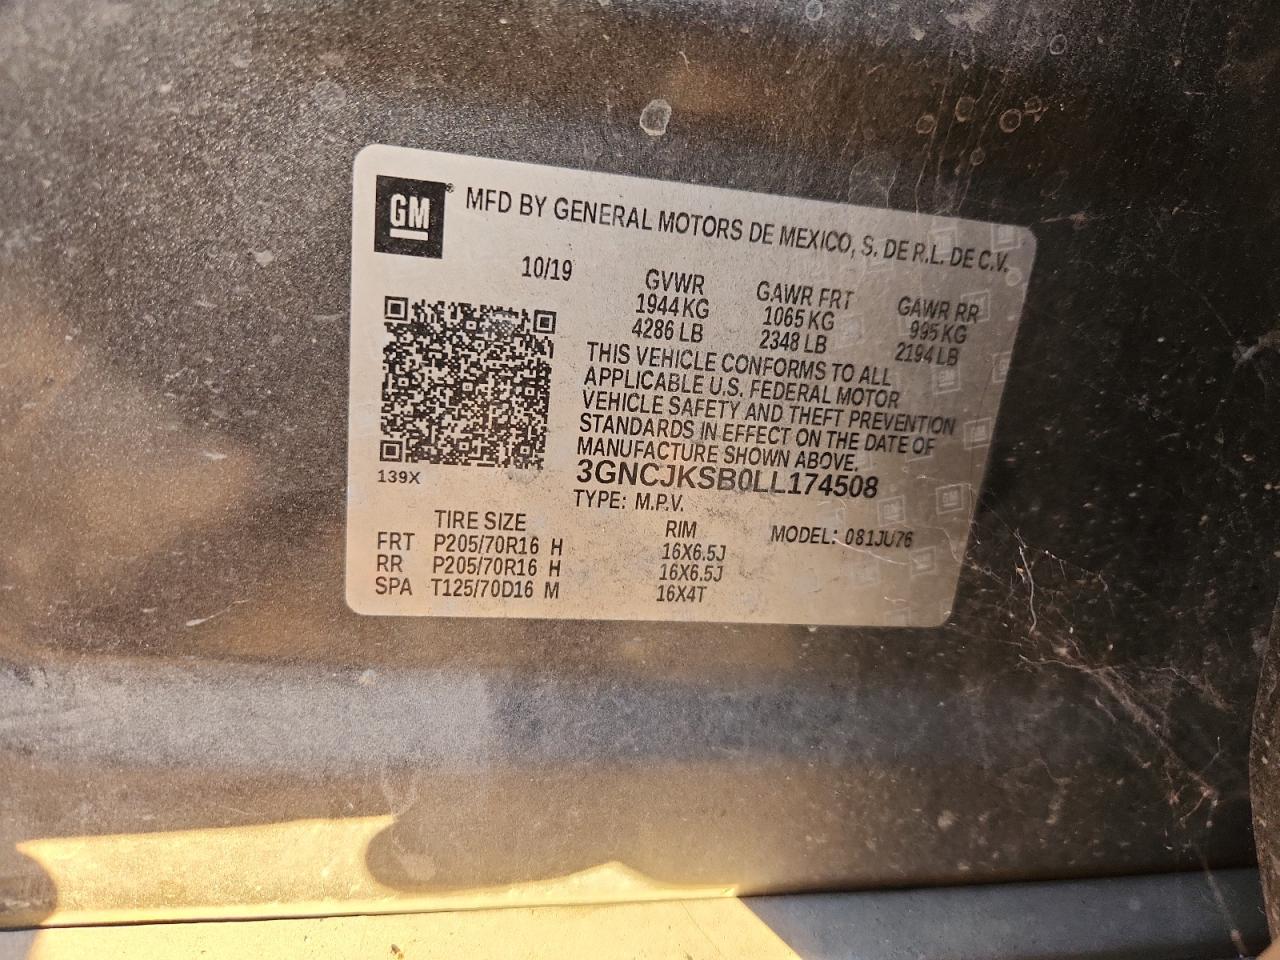 GM® MFD BY GENERAL MOTORS DE MEXICO, S. DE R.L. DE C.V.
10/19 GVWR GAWR FRT GAWR RR
1944 KG 1065 KG 995 KG
4286 LB 2348 LB 2194 LB
THIS VEHICLE CONFORMS TO ALL
APPLICABLE U.S. FEDERAL MOTOR
VEHICLE SAFETY AND THEFT PREVENTION
STANDARDS IN EFFECT ON THE DATE OF
MANUFACTURE SHOWN ABOVE.
139X 3GNCJKSB0LL174508
TYPE: M.P.V.
TIRE SIZE RIM MODEL: 081JU76
FRT P205/70R16 H 16X6.5J
RR P205/70R16 H 16X6.5J
SPA T125/70D16 M 16X4T